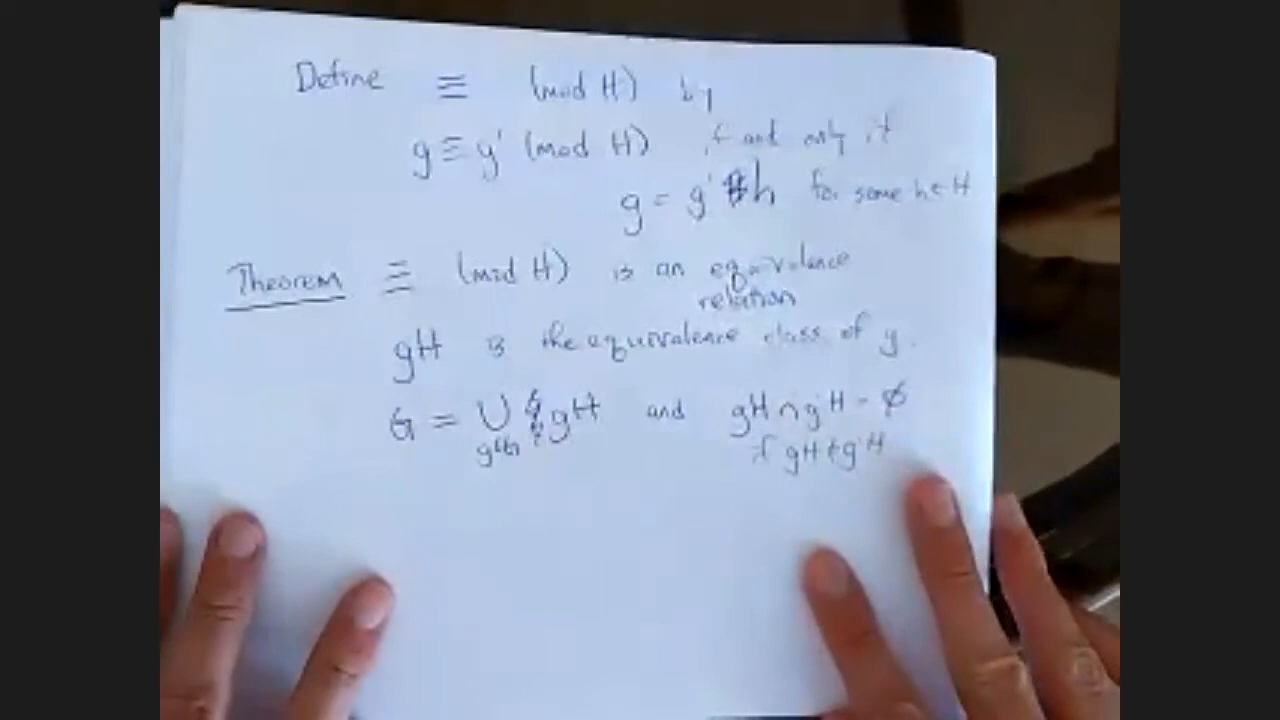 Define ≡ (mod H) by
g ≡ g' (mod H) if and only if
g = g' h for some h ∈ H
Theorem ≡ (mod H) is an equivalence
relation
gH is the equivalence class of g.
G = ∪ gH and gH ∩ g'H = ∅
g∈G if gH ≠ g'H